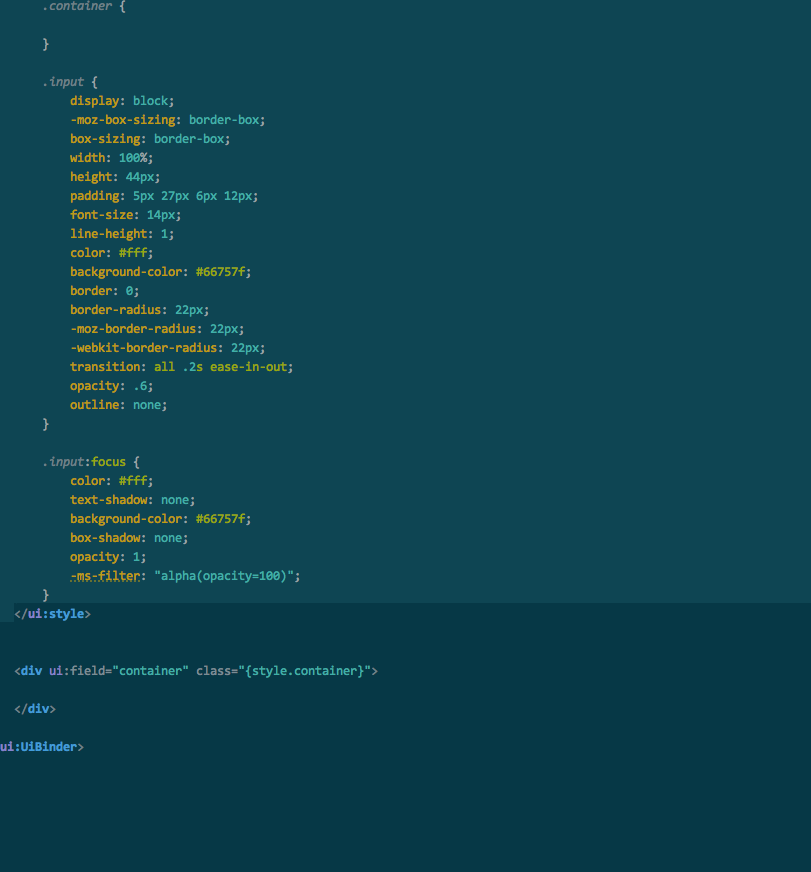 .container {
}
.input {
display: block;
-moz-box-sizing: border-box;
box-sizing: border-box;
width: 100%;
height: 44px;
padding: 5px 27px 6px 12px;
font-size: 14px;
line-height: 1;
color: #fff;
background-color: #66757f;
border: 0;
border-radius: 22px;
-moz-border-radius: 22px;
-webkit-border-radius: 22px;
transition: all .2s ease-in-out;
opacity: .6;
outline: none;
}
.input:focus {
color: #fff;
text-shadow: none;
background-color: #66757f;
box-shadow: none;
opacity: 1;
-ms-filter: "alpha(opacity=100)";
}
</ui:style>
<div ui:field="container" class="{style.container}">
</div>
ui:UiBinder>